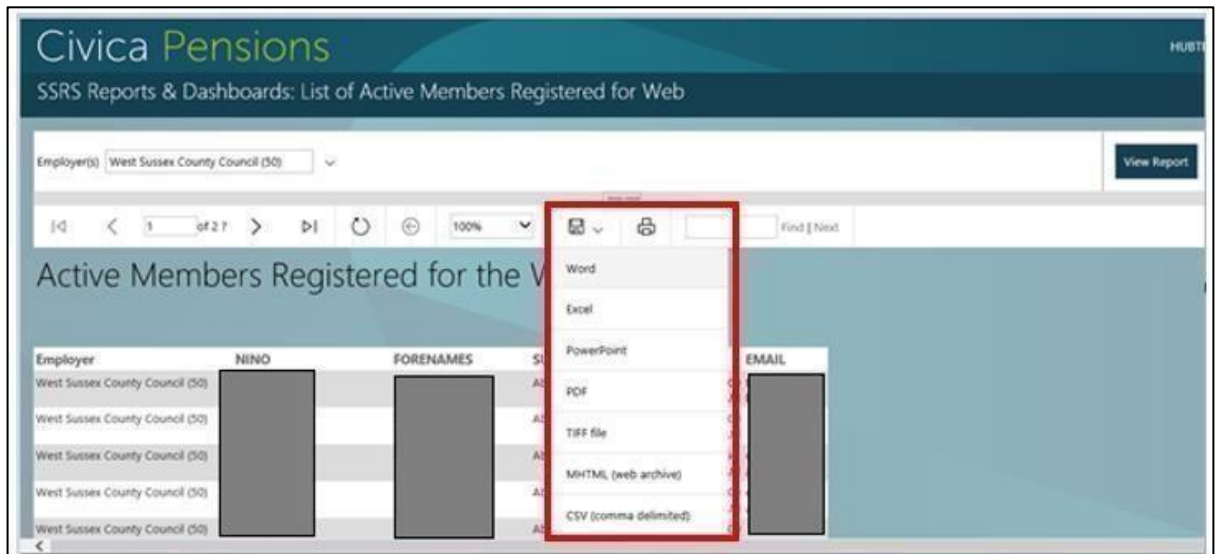 Civica Pensions
HUBTI
SSRS Reports & Dashboards: List of Active Members Registered for Web
Employer(s) West Sussex County Council (50)
View Report
1 of 2 ? 100% Find | Next
Active Members Registered for the W
Word
Excel
PowerPoint
PDF
TIFF file
MHTML (web archive)
CSV (comma delimited)
Employer NINO FORENAMES EMAIL
West Sussex County Council (50)
West Sussex County Council (50)
West Sussex County Council (50)
West Sussex County Council (50)
West Sussex County Council (50)